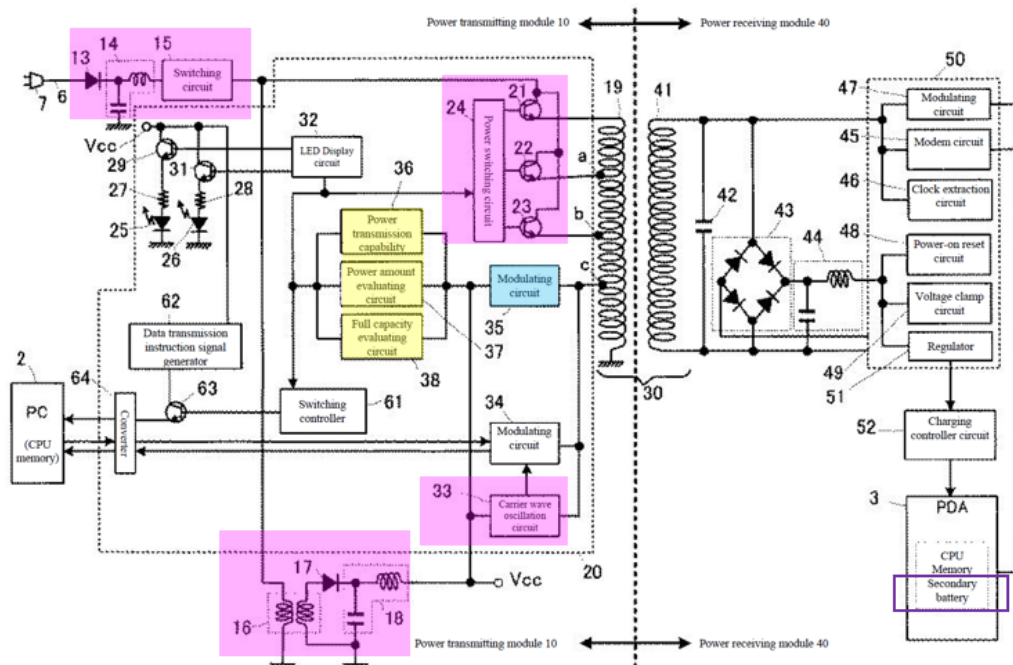 Power transmitting module 10
Power receiving module 40
13
14
15
Switching circuit
7
6
Vcc
29
27
25
31
28
26
32
LED Display circuit
24
Power switching circuit
21
22
23
19
41
a
b
c
30
36
Power transmission capability
Power amount evaluating circuit
37
Full capacity evaluating circuit
38
Modulating circuit
35
62
Data transmission instruction signal generator
63
2
PC
(CPU memory)
64
Converter
Switching controller
61
34
Modulating circuit
33
Carrier wave oscillation circuit
20
16
17
18
Vcc
42
43
44
50
47
Modulating circuit
45
Modem circuit
46
Clock extraction circuit
48
Power-on reset circuit
49
Voltage clamp circuit
51
Regulator
52
Charging controller circuit
3
PDA
CPU
Memory
Secondary battery
Power transmitting module 10
Power receiving module 40